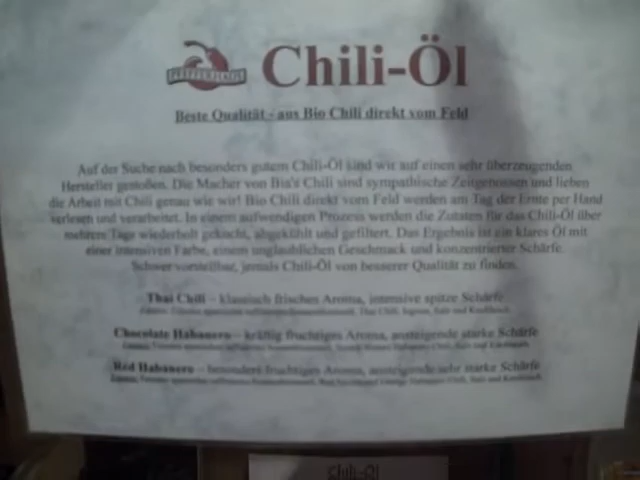 PFEFFERHAUS
Chili-Öl
Beste Qualität - aus Bio Chili direkt vom Feld
Auf der Suche nach besonders gutem Chili-Öl sind wir auf einen sehr überzeugenden
Hersteller gestoßen. Die Macher von Bia's Chili sind sympathische Zeitgenossen und lieben
die Arbeit mit Chili genau wie wir! Bio Chili direkt vom Feld werden am Tag der Ernte per Hand
verlesen und verarbeitet. In einem aufwendigen Prozess werden die Zutaten für das Chili-Öl über
mehrere Tage wiederholt gekocht, abgekühlt und gefiltert. Das Ergebnis ist ein klares Öl mit
einer intensiven Farbe, einem unglaublichen Geschmack und konzentrierter Schärfe.
Schwer vorstellbar, jemals Chili-Öl von besserer Qualität zu finden.
Thai Chili – klassisch frisches Aroma, intensive spitze Schärfe
Chocolate Habanero – kräftig fruchtiges Aroma, ansteigende starke Schärfe
Red Habanero – besonders fruchtiges Aroma, ansteigende sehr starke Schärfe
Chili-Öl